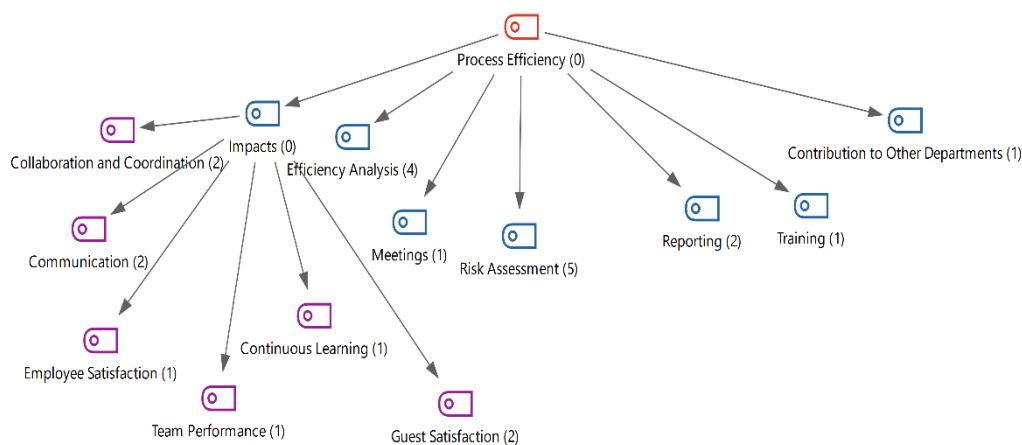 Process Efficiency (0)
Impacts (0)
Collaboration and Coordination (2)
Efficiency Analysis (4)
Contribution to Other Departments (1)
Meetings (1)
Risk Assessment (5)
Reporting (2)
Training (1)
Communication (2)
Continuous Learning (1)
Employee Satisfaction (1)
Team Performance (1)
Guest Satisfaction (2)